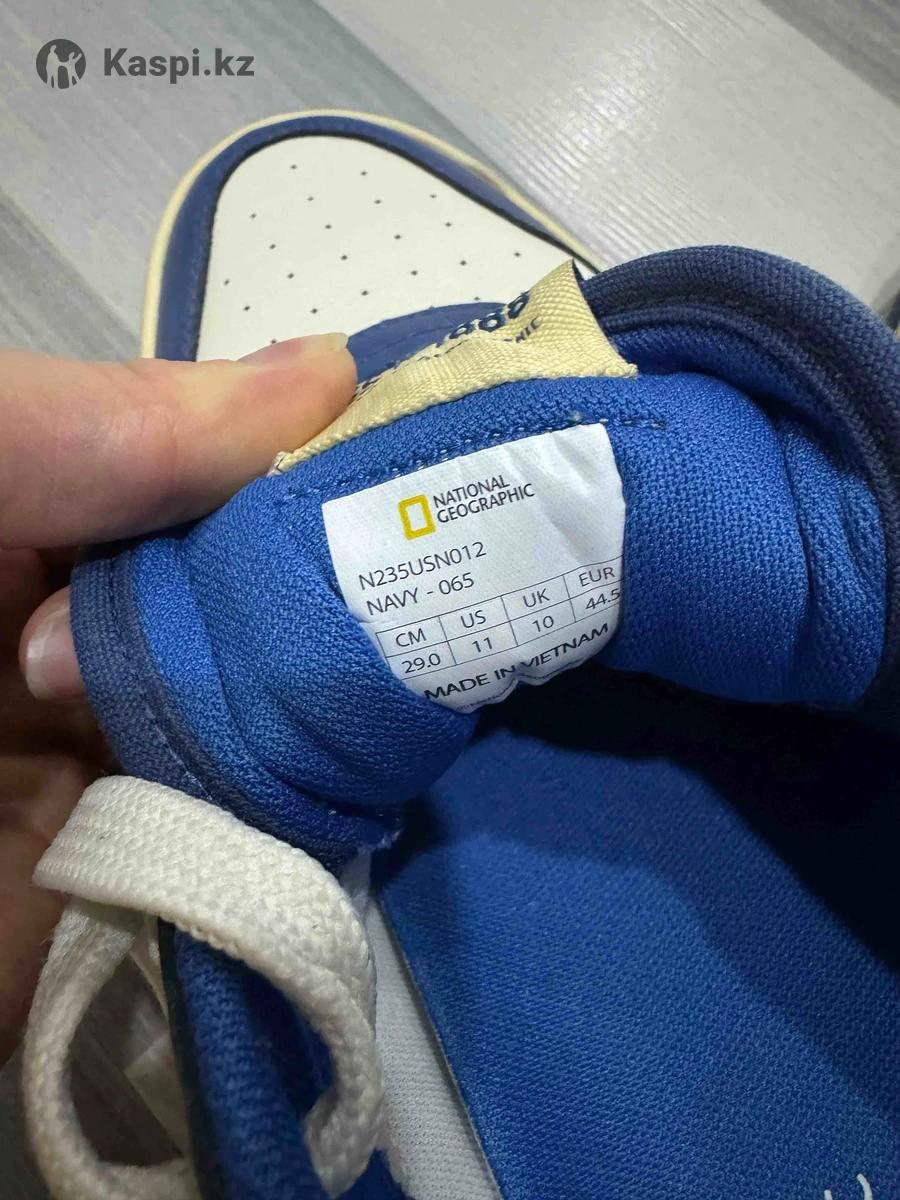 Kaspi.kz
NATIONAL
GEOGRAPHIC
N235USN012
NAVY - 065
CM US UK EUR
29.0 11 10 44.5
MADE IN VIETNAM